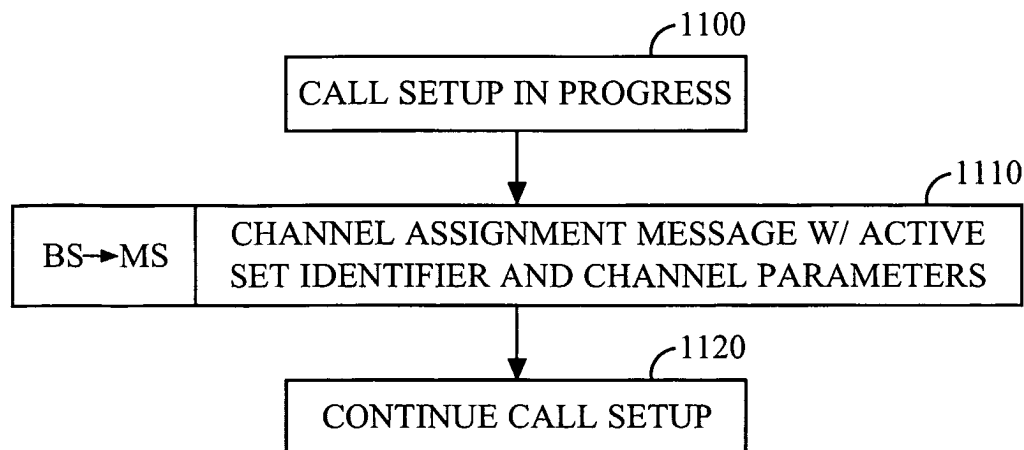 1100
CALL SETUP IN PROGRESS
1110
BS→MS
CHANNEL ASSIGNMENT MESSAGE W/ ACTIVE
SET IDENTIFIER AND CHANNEL PARAMETERS
1120
CONTINUE CALL SETUP